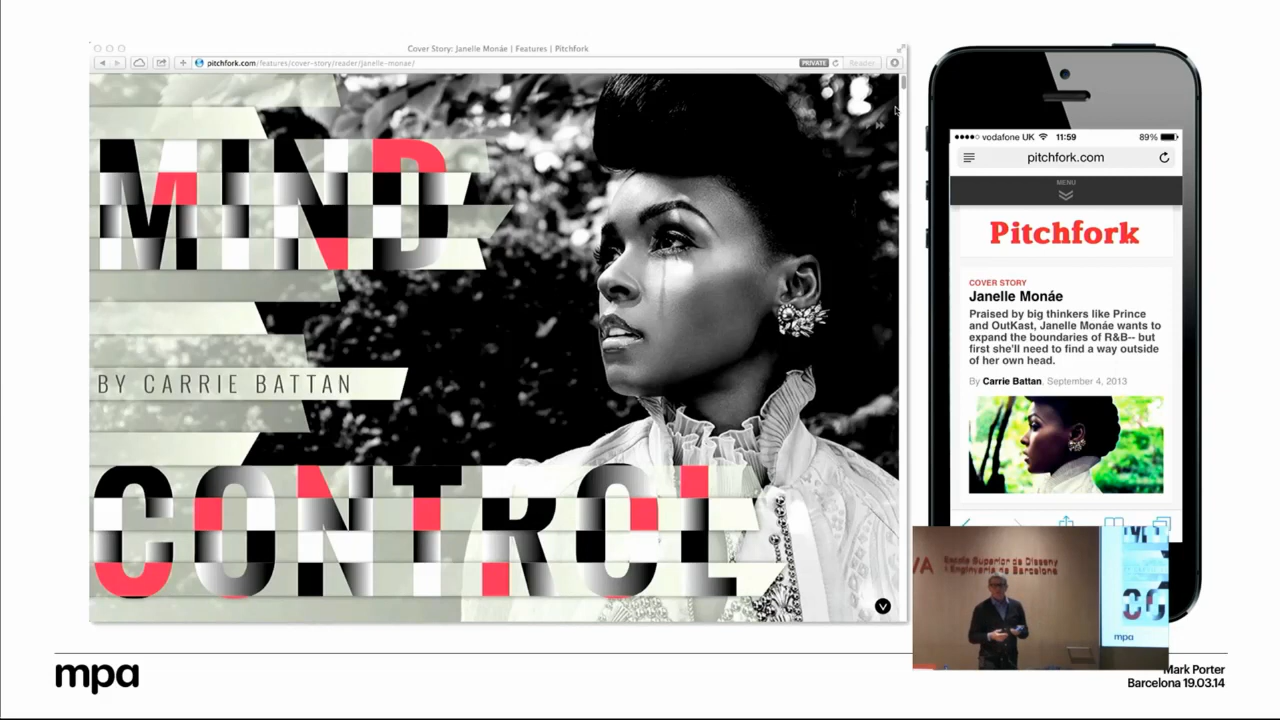 Cover Story: Janelle Monáe | Features | Pitchfork
pitchfork.com/features/cover-story/reader/janelle-monae/
PRIVATE
Reader
MIND
BY CARRIE BATTAN
CONTROL
vodafone UK
11:59
89%
pitchfork.com
MENU
Pitchfork
COVER STORY
Janelle Monáe
Praised by big thinkers like Prince
and OutKast, Janelle Monáe wants to
expand the boundaries of R&B-- but
first she'll need to find a way outside
of her own head.
By Carrie Battan, September 4, 2013
VA
Escola Superior de Disseny
i Enginyeria de Barcelona
CO
mpa
mpa
Mark Porter
Barcelona 19.03.14